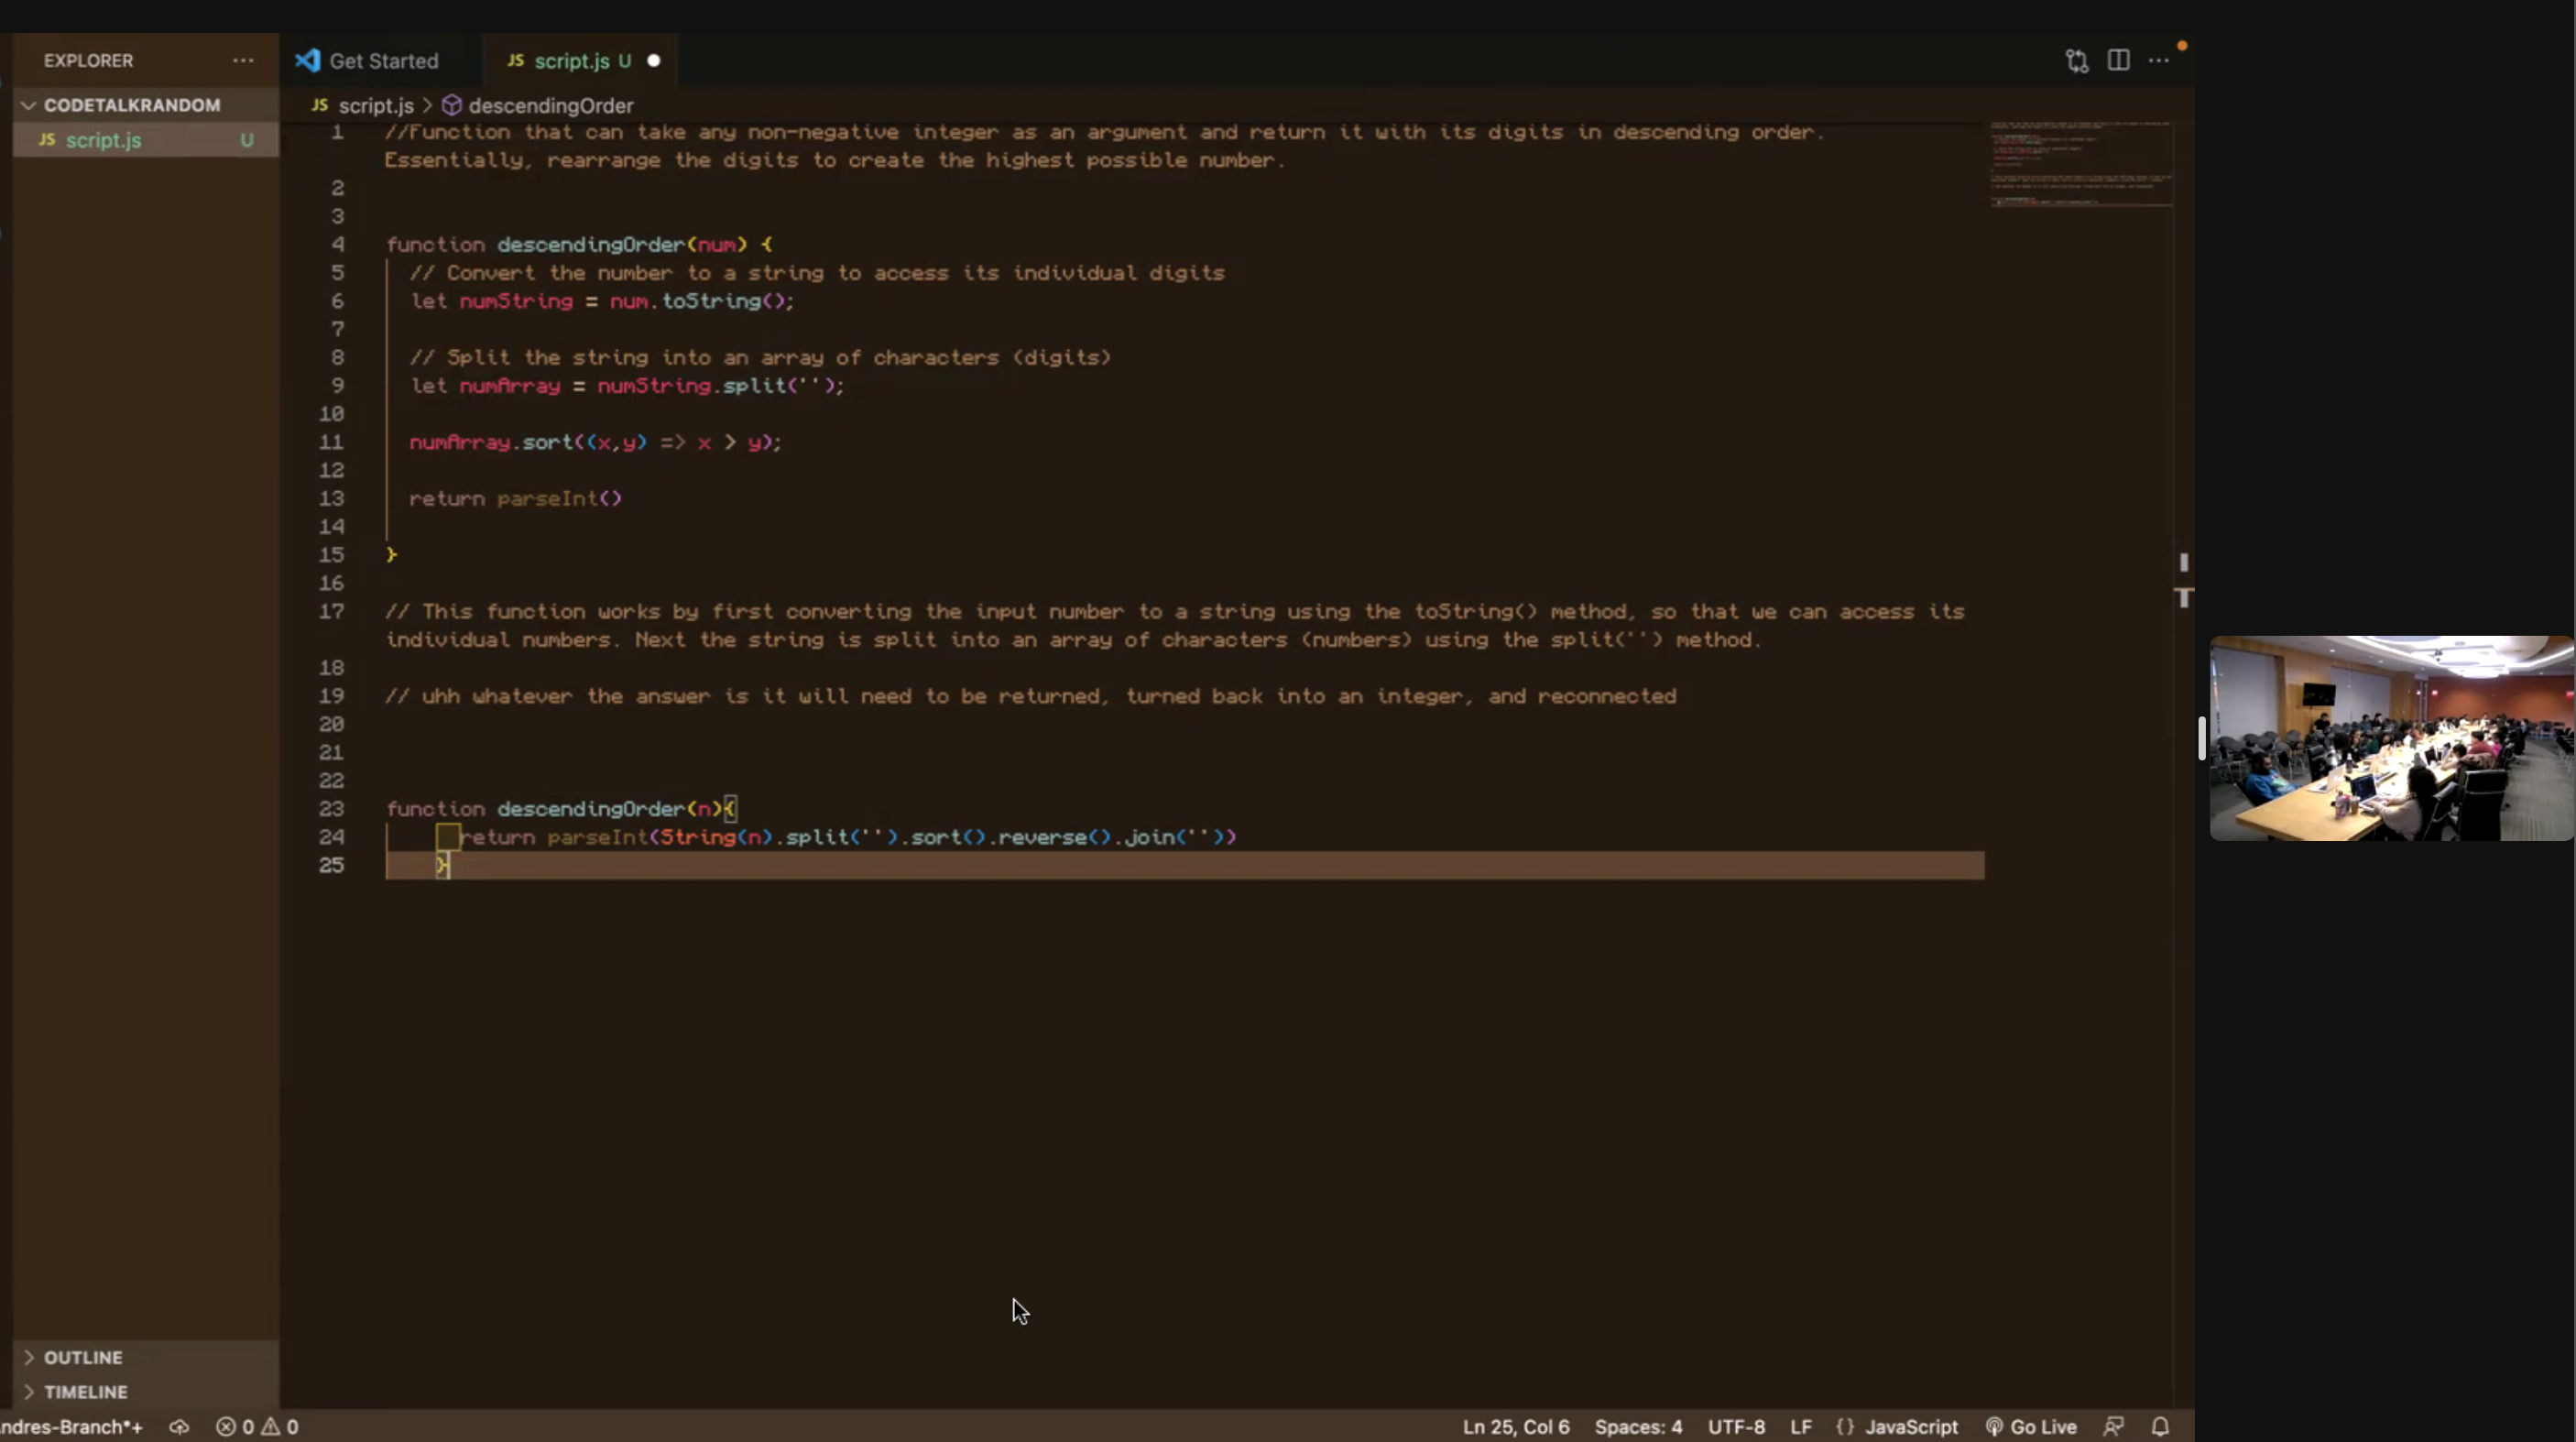 EXPLORER
Get Started
JS script.js U
CODETALKRANDOM
JS script.js > descendingOrder
JS script.js U
1 //Function that can take any non-negative integer as an argument and return it with its digits in descending order.
Essentially, rearrange the digits to create the highest possible number.
2
3
4 function descendingOrder(num) {
5 // Convert the number to a string to access its individual digits
6 let numString = num.toString();
7
8 // Split the string into an array of characters (digits)
9 let numArray = numString.split('');
10
11 numArray.sort((x,y) => x > y);
12
13 return parseInt()
14
15 }
16
17 // This function works by first converting the input number to a string using the toString() method, so that we can access its
individual numbers. Next the string is split into an array of characters (numbers) using the split('') method.
18
19 // uhh whatever the answer is it will need to be returned, turned back into an integer, and reconnected
20
21
22
23 function descendingOrder(n){
24 return parseInt(String(n).split('').sort().reverse().join(''))
25 }
OUTLINE
TIMELINE
ndres-Branch*+ 0 0 Ln 25, Col 6 Spaces: 4 UTF-8 LF {} JavaScript Go Live